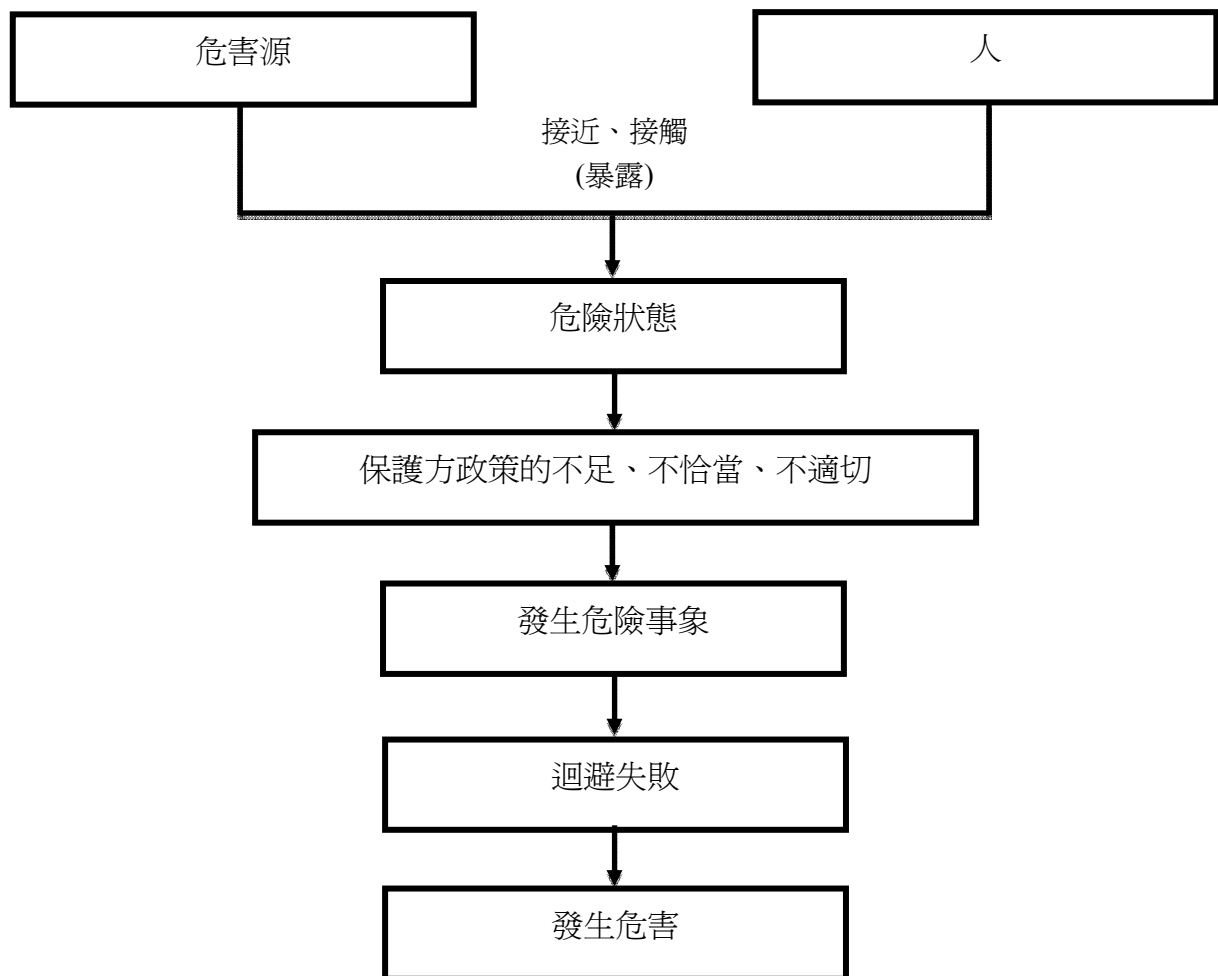 危害源
人
接近、接觸
(暴露)
危險狀態
保護方政策的不足、不恰當、不適切
發生危險事象
迴避失敗
發生危害